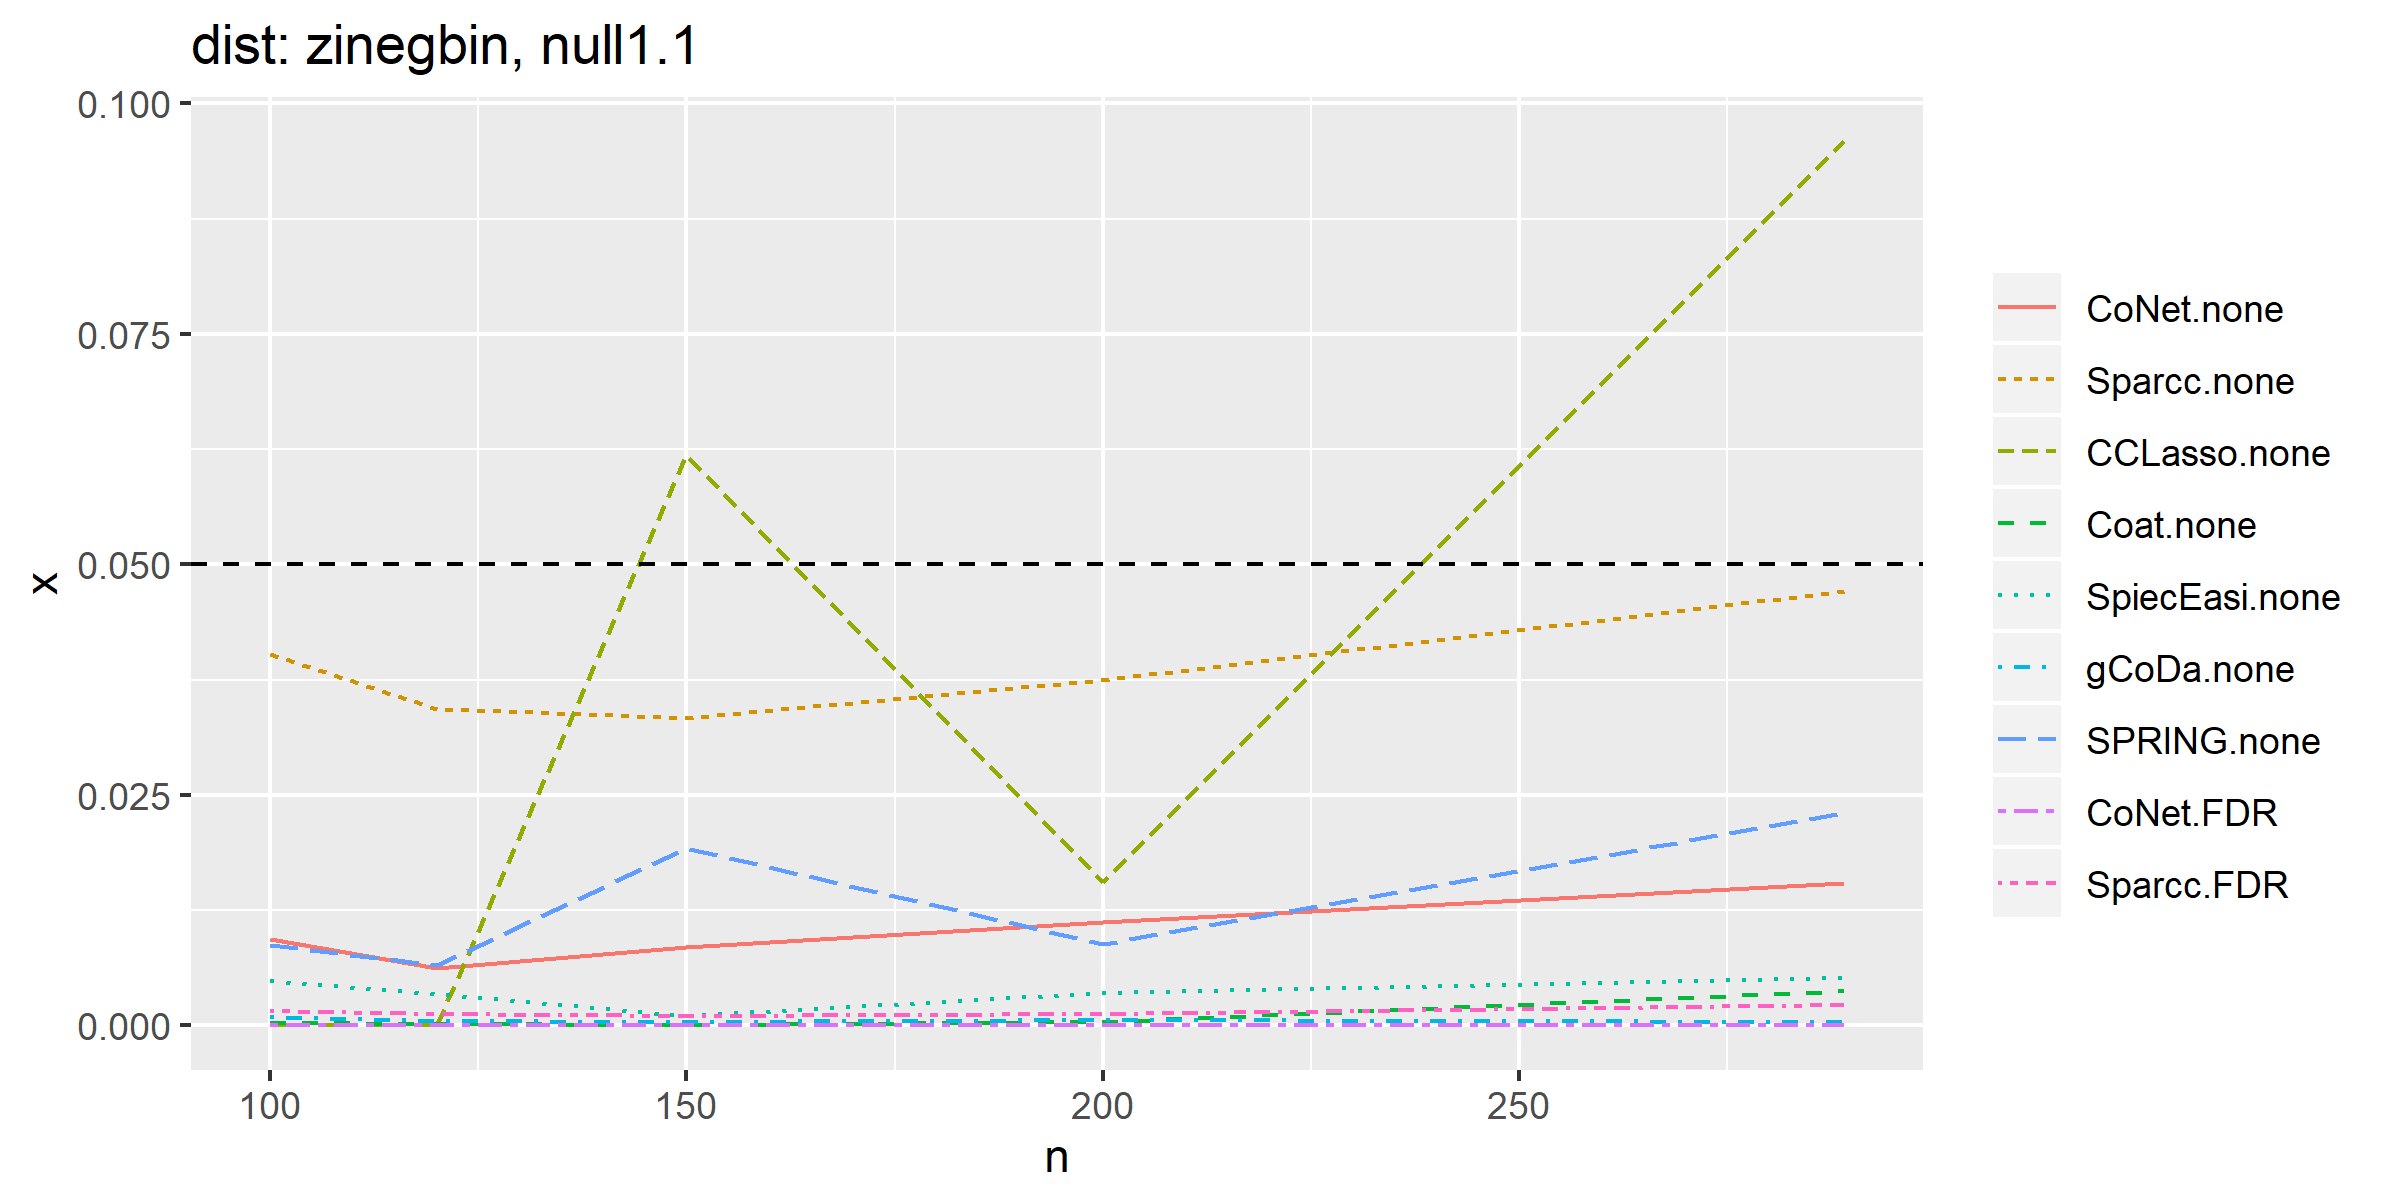 dist: zinegbin, null1.1
0.100
0.075
0.050
0.025
0.000
x
100 150 200 250
n
CoNet.none
Sparcc.none
CCLasso.none
Coat.none
SpiecEasi.none
gCoDa.none
SPRING.none
CoNet.FDR
Sparcc.FDR